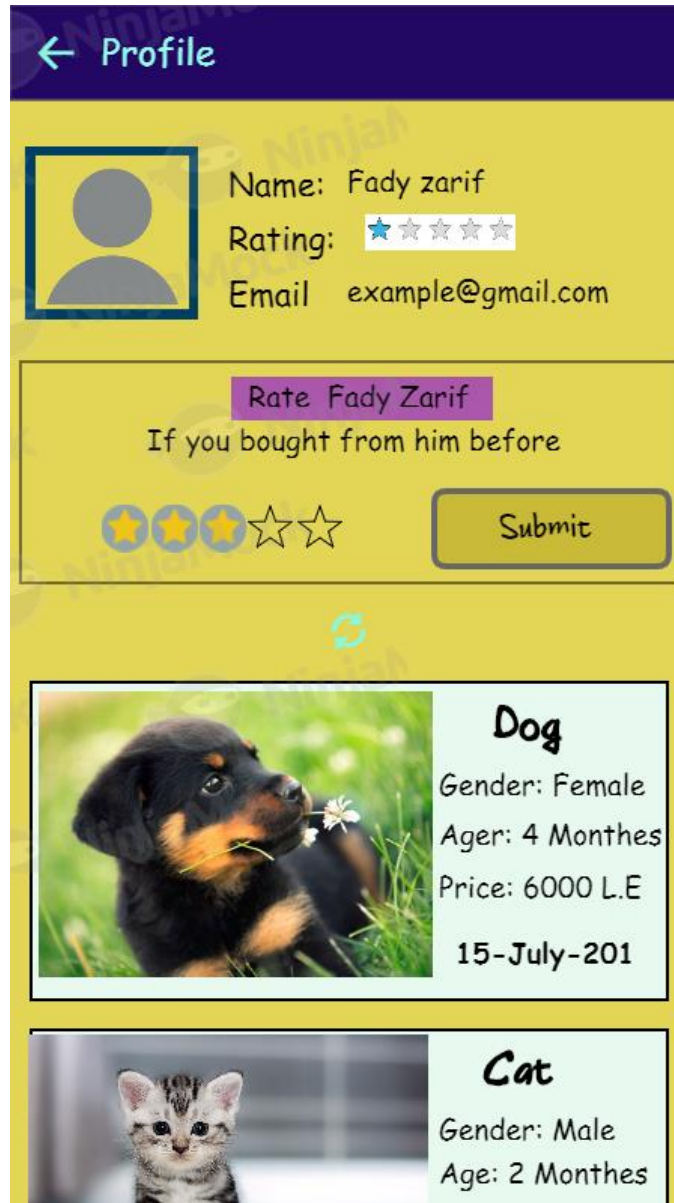 Profile
Name: Fady zarif
Rating:
Email example@gmail.com
Rate Fady Zarif
If you bought from him before
Submit
Dog
Gender: Female
Ager: 4 Monthes
Price: 6000 L.E
15-July-201
Cat
Gender: Male
Age: 2 Monthes
NinjaMock